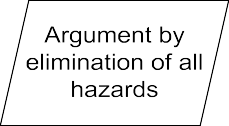 Argument by
elimination of all
hazards